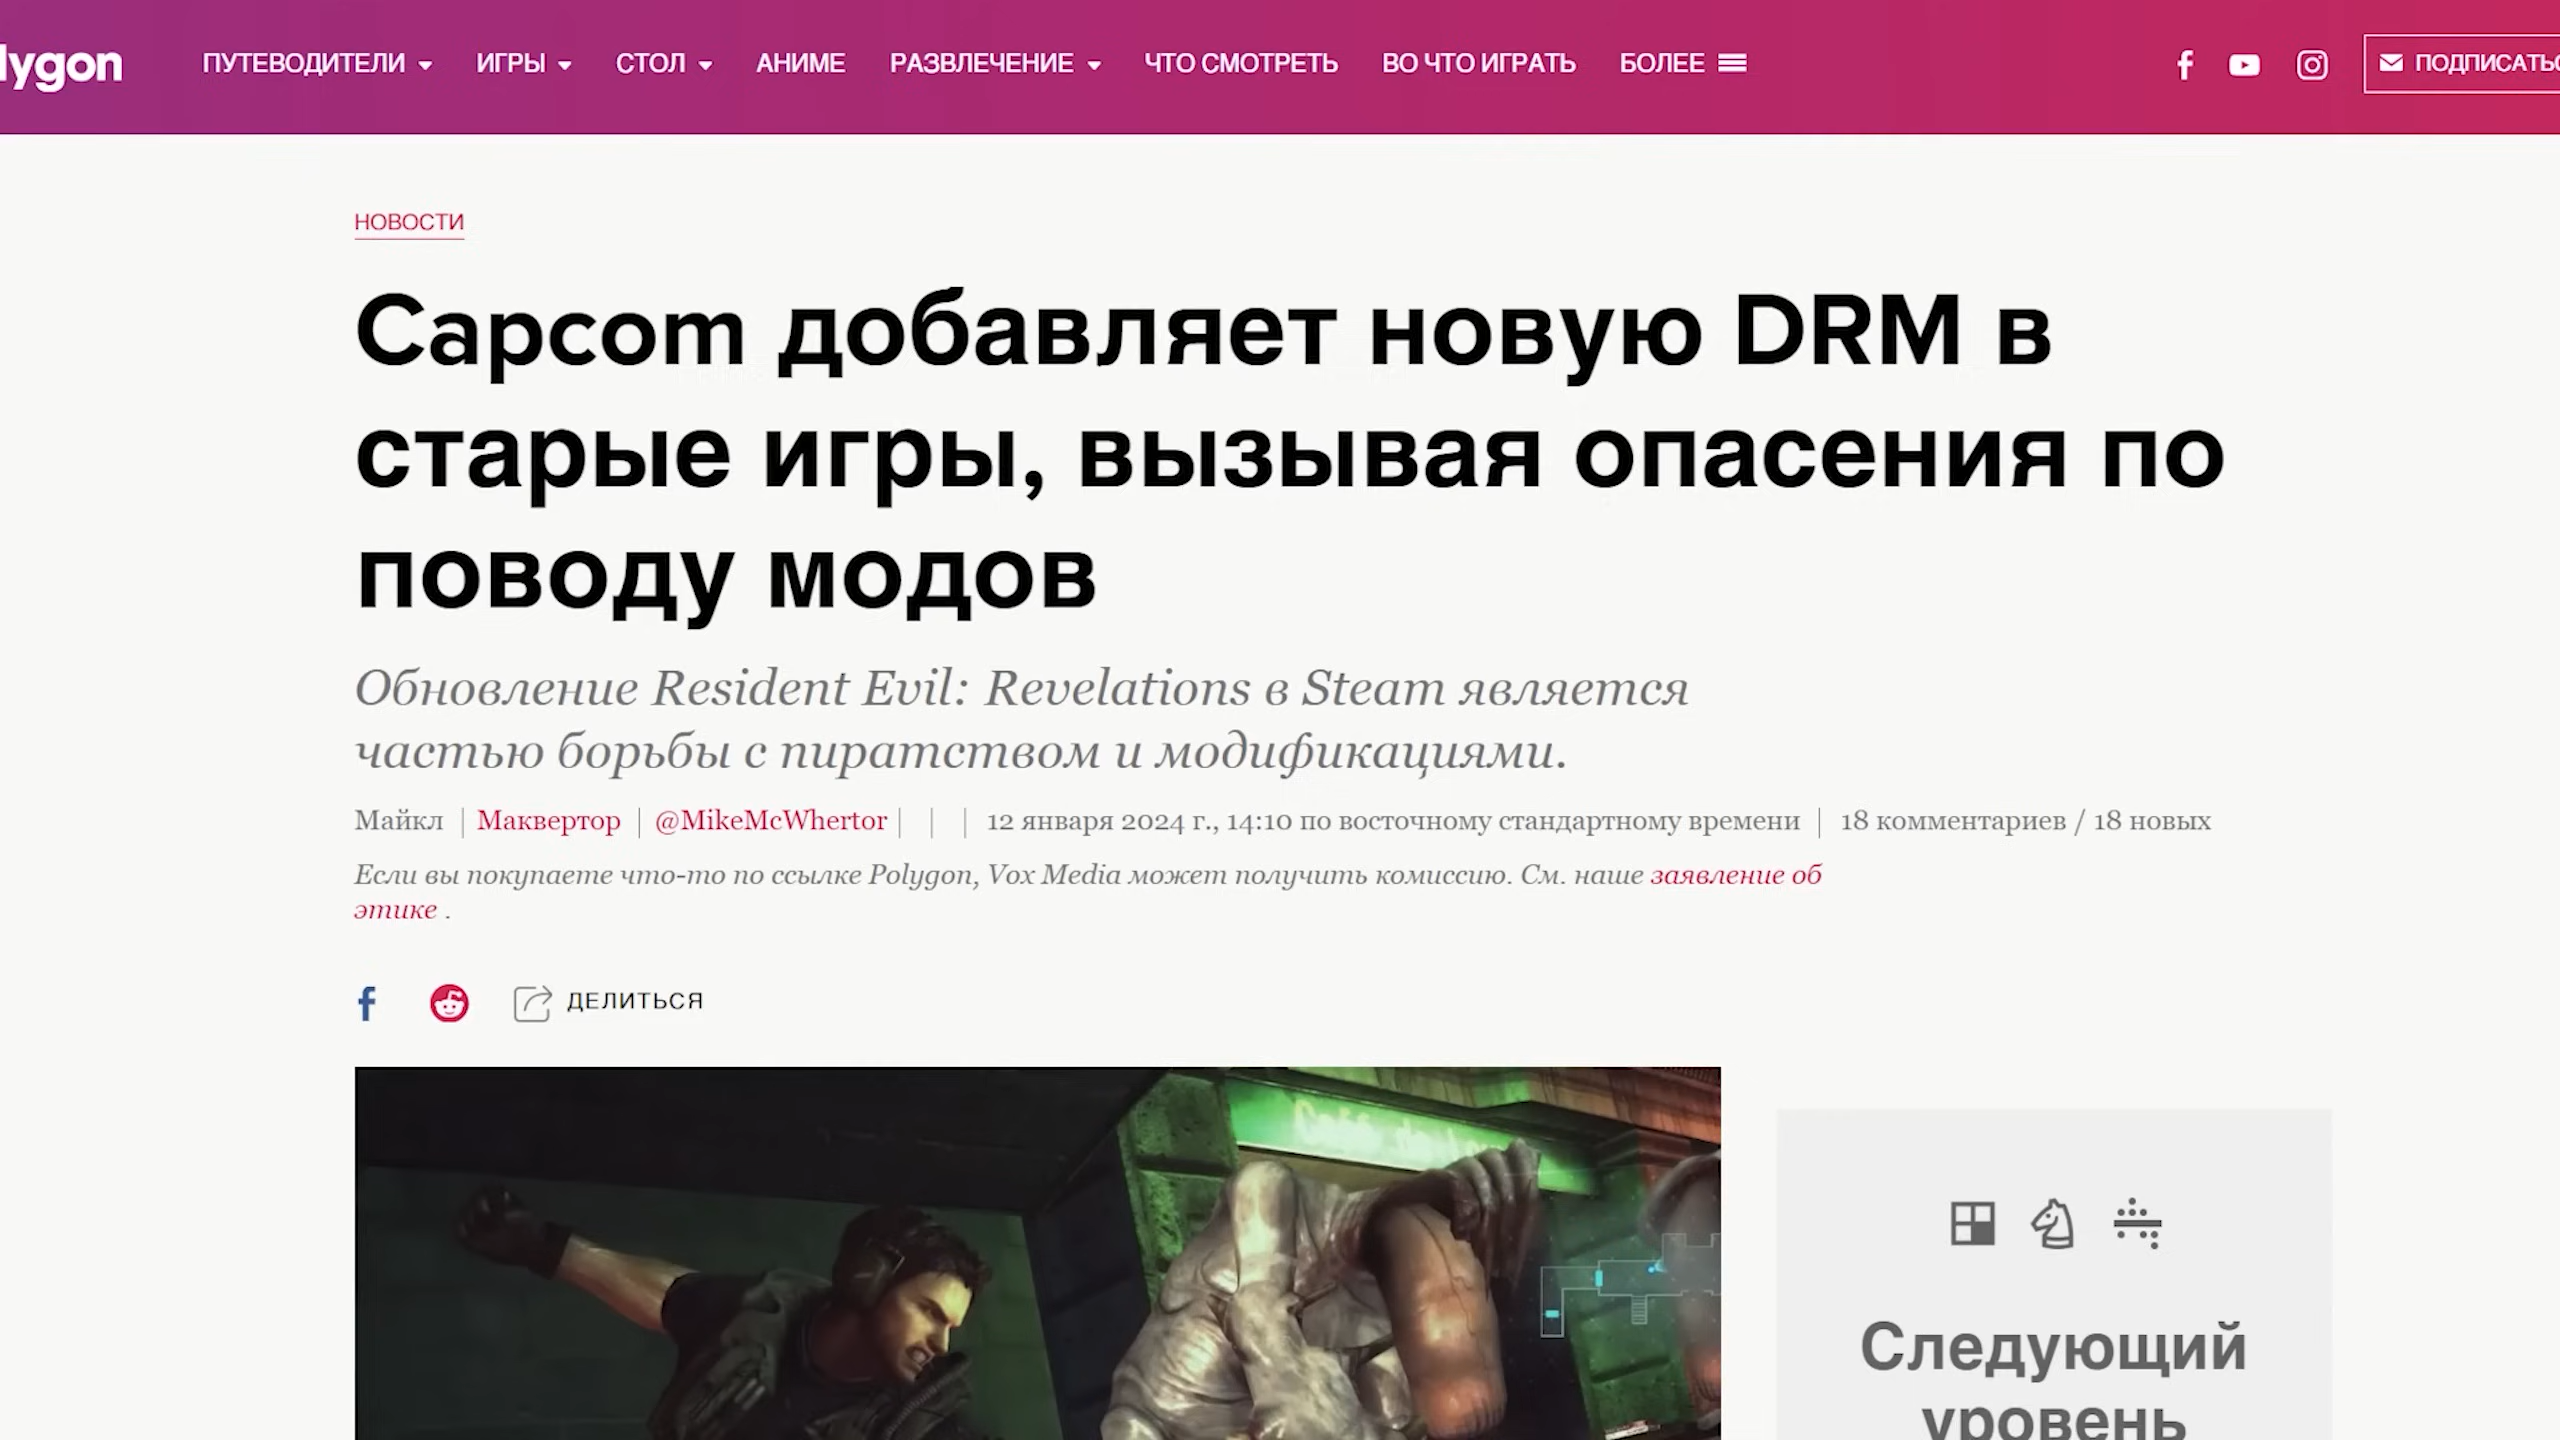 lygon
ПУТЕВОДИТЕЛИ ИГРЫ СТОЛ АНИМЕ РАЗВЛЕЧЕНИЕ ЧТО СМОТРЕТЬ ВО ЧТО ИГРАТЬ БОЛЕЕ
ПОДПИСАТЬС
НОВОСТИ
Capcom добавляет новую DRM в
старые игры, вызывая опасения по
поводу модов
Обновление Resident Evil: Revelations в Steam является
частью борьбы с пиратством и модификациями.
Майкл | Маквертор | @MikeMcWhertor | | | 12 января 2024 г., 14:10 по восточному стандартному времени | 18 комментариев / 18 новых
Если вы покупаете что-то по ссылке Polygon, Vox Media может получить комиссию. См. наше заявление об
этике .
ДЕЛИТЬСЯ
Следующий
уровень